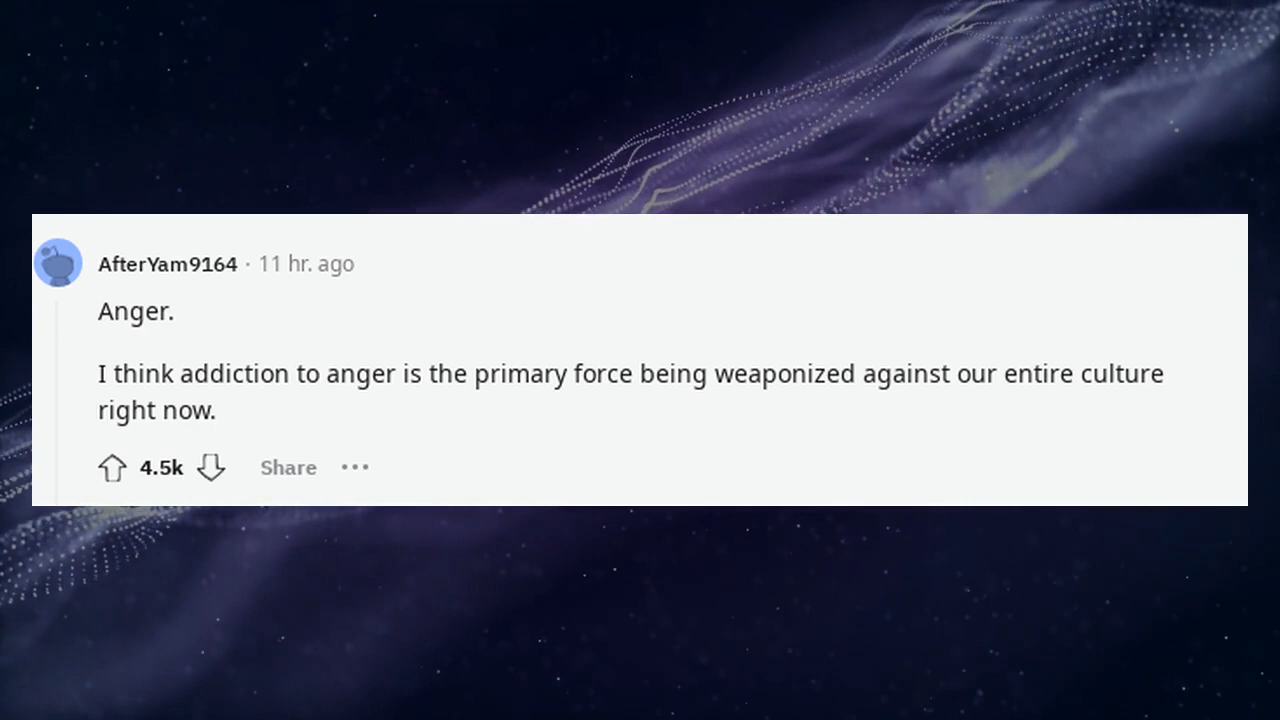 AfterYam9164 · 11 hr. ago
Anger.
I think addiction to anger is the primary force being weaponized against our entire culture
right now.
4.5k Share •••